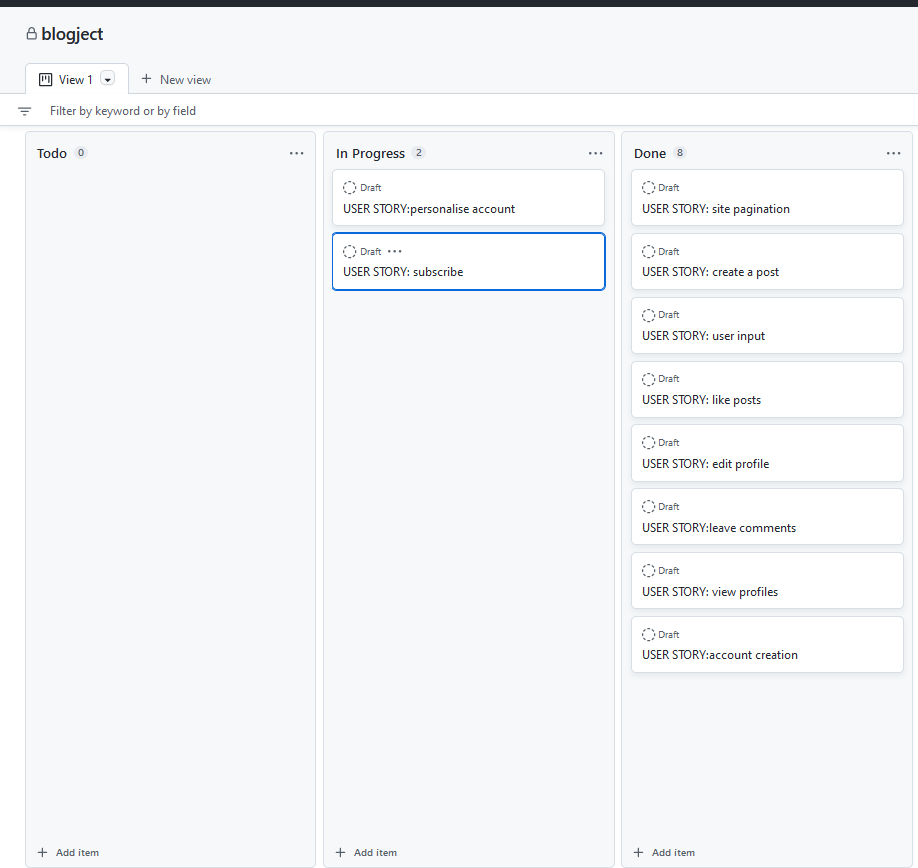 blogject
View 1
New view
Filter by keyword or by field
Todo 0
In Progress 2
Draft
USER STORY:personalise account
Draft
USER STORY: subscribe
Done 8
Draft
USER STORY: site pagination
Draft
USER STORY: create a post
Draft
USER STORY: user input
Draft
USER STORY: like posts
Draft
USER STORY: edit profile
Draft
USER STORY:leave comments
Draft
USER STORY: view profiles
Draft
USER STORY:account creation
Add item
Add item
Add item